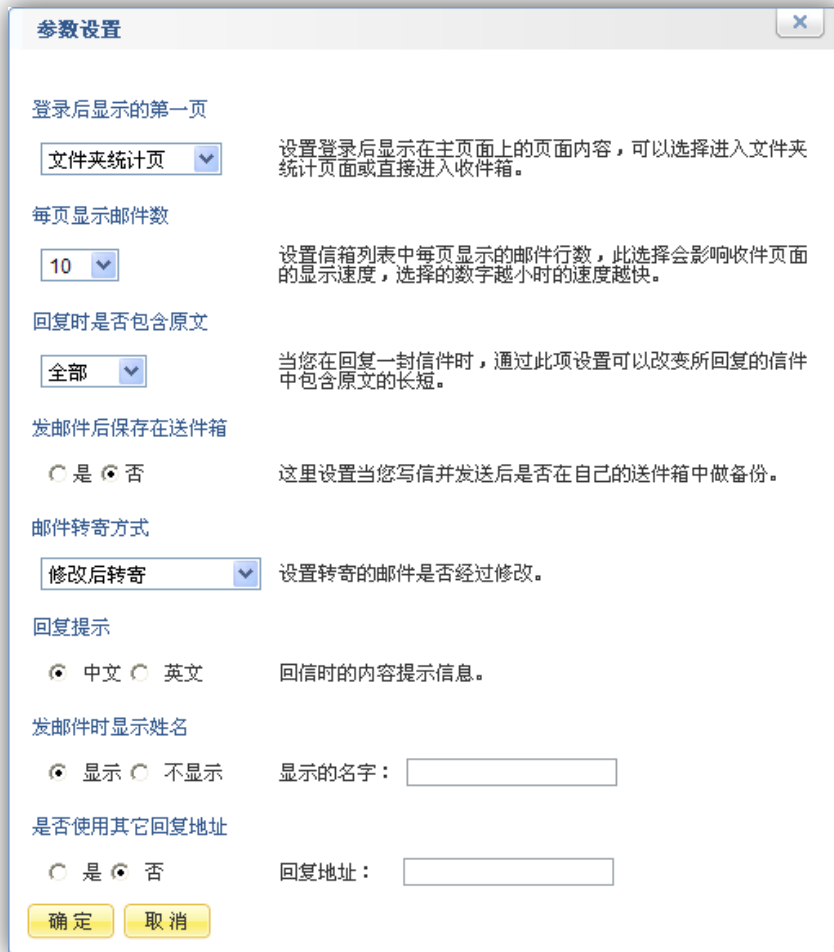 参数设置
登录后显示的第一页
文件夹统计页
设置登录后显示在主页面上的页面内容，可以选择进入文件夹
统计页面或直接进入收件箱。
每页显示邮件数
10
设置信箱列表中每页显示的邮件行数，此选择会影响收件页面
的显示速度，选择的数字越小时的速度越快。
回复时是否包含原文
全部
当您在回复一封信件时，通过此项设置可以改变所回复的信件
中包含原文的长短。
发邮件后保存在送件箱
是 否
这里设置当您写信并发送后是否在自己的送件箱中做备份。
邮件转寄方式
修改后转寄
设置转寄的邮件是否经过修改。
回复提示
中文 英文
回信时的内容提示信息。
发邮件时显示姓名
显示 不显示
显示的名字：
是否使用其它回复地址
是 否
回复地址：
确定 取消